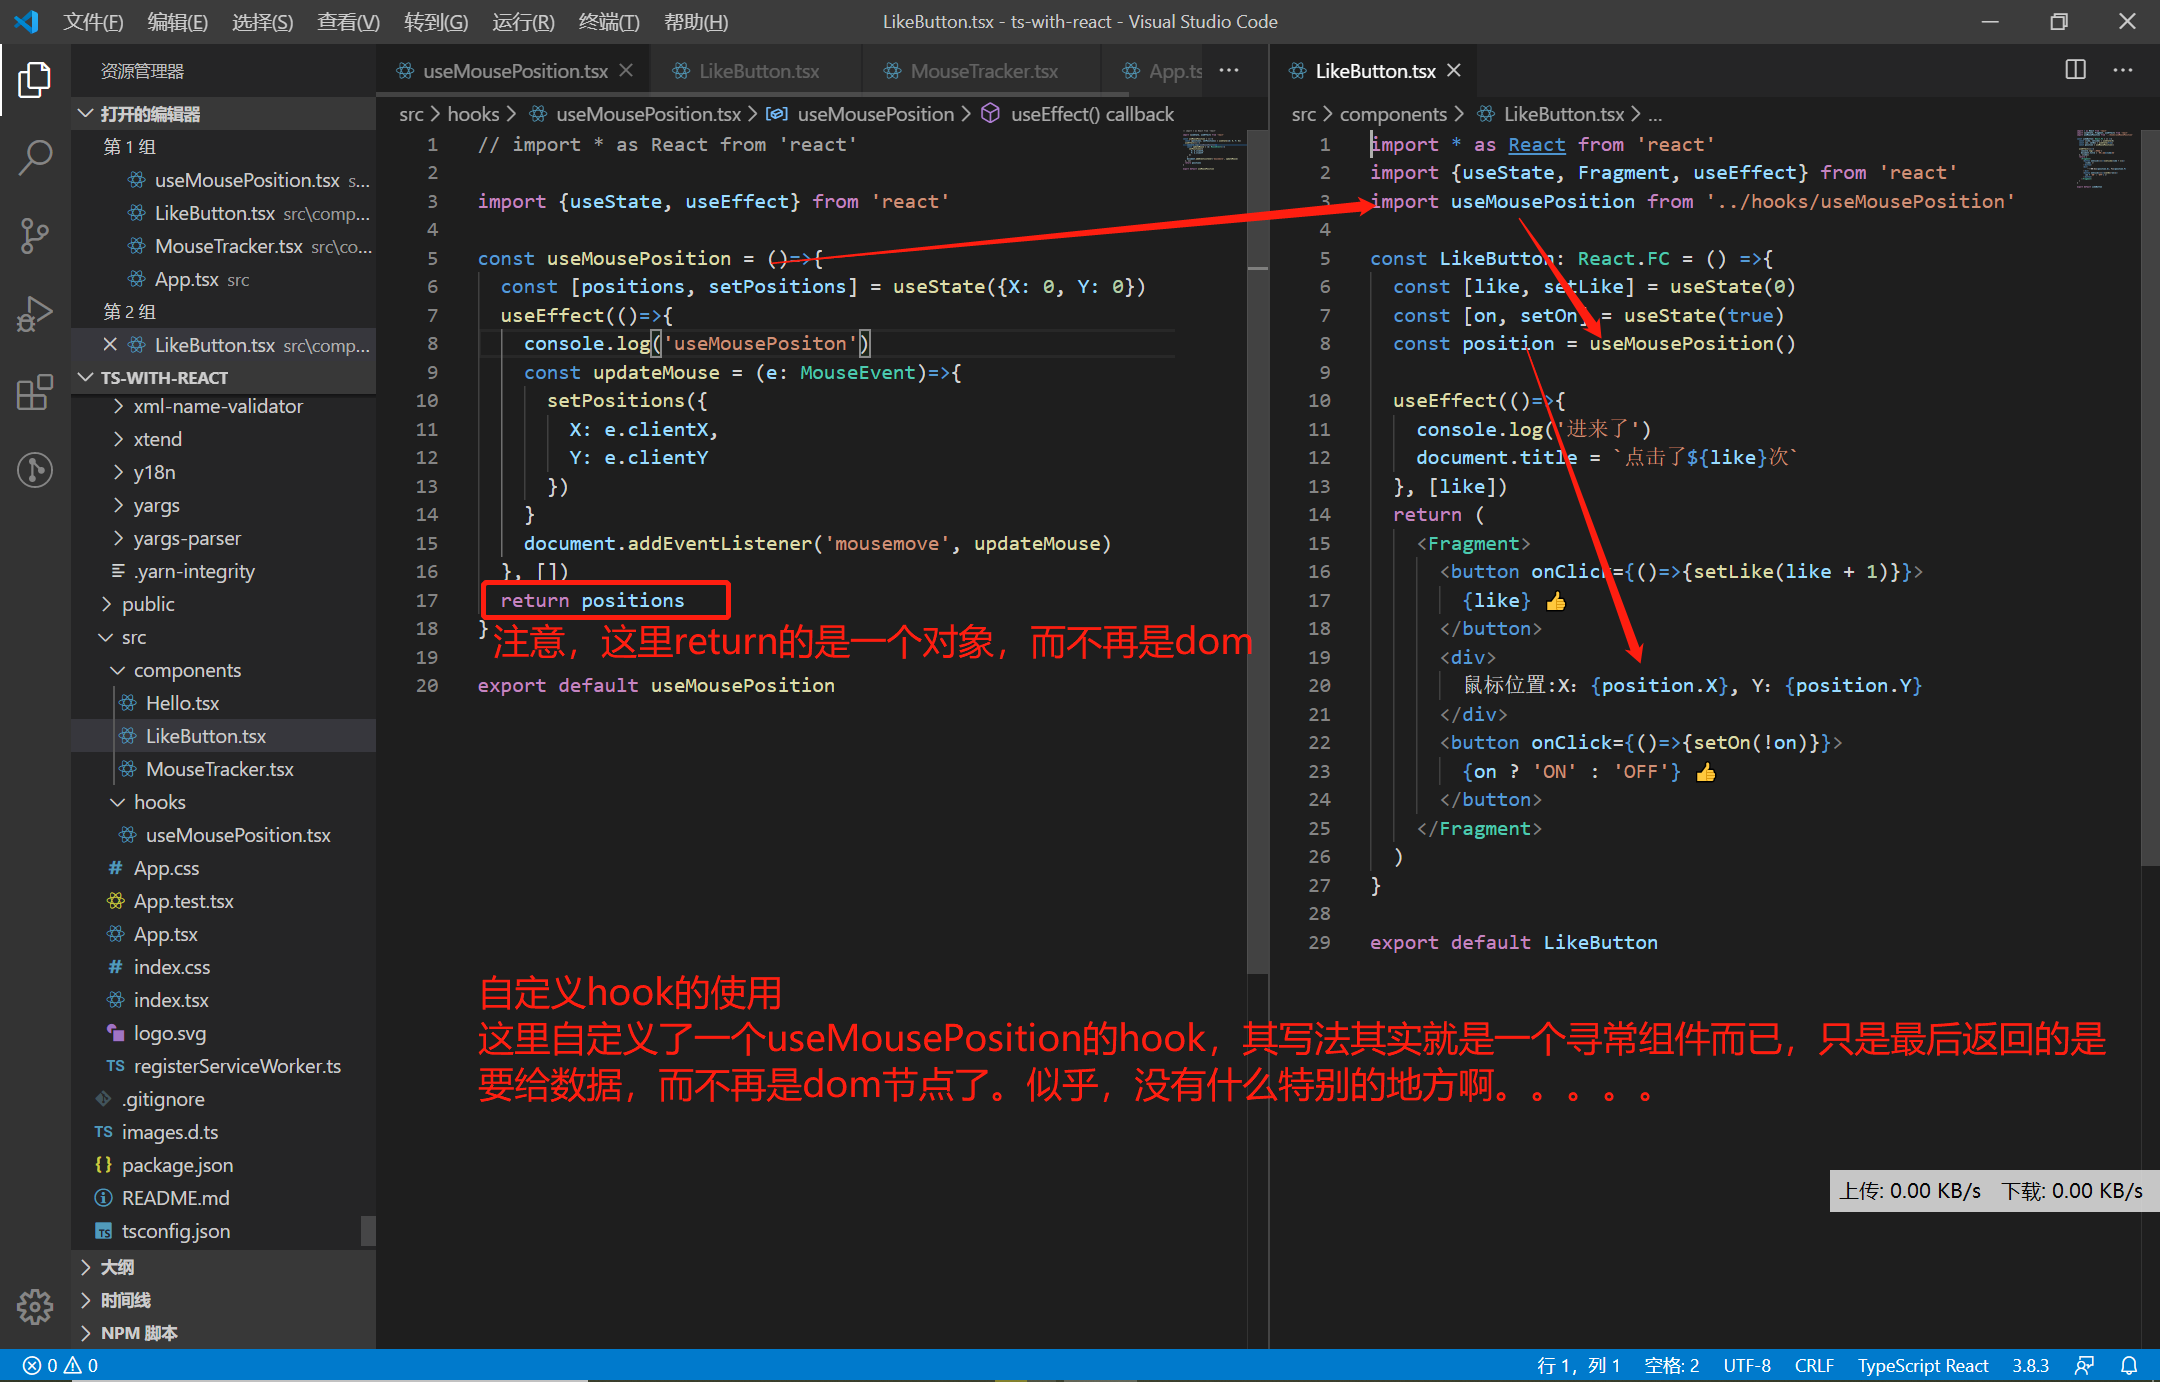 文件(F) 编辑(E) 选择(S) 查看(V) 转到(G) 运行(R) 终端(T) 帮助(H)
LikeButton.tsx - ts-with-react - Visual Studio Code
资源管理器
打开的编辑器
第 1 组
useMousePosition.tsx s...
LikeButton.tsx src\comp...
MouseTracker.tsx src\co...
App.tsx src
第 2 组
LikeButton.tsx src\comp...
TS-WITH-REACT
xml-name-validator
xtend
y18n
yargs
yargs-parser
.yarn-integrity
public
src
components
Hello.tsx
LikeButton.tsx
MouseTracker.tsx
hooks
useMousePosition.tsx
App.css
App.test.tsx
App.tsx
index.css
index.tsx
logo.svg
registerServiceWorker.ts
.gitignore
images.d.ts
package.json
README.md
tsconfig.json
大纲
时间线
NPM 脚本
useMousePosition.tsx LikeButton.tsx MouseTracker.tsx App.ts ...
src > hooks > useMousePosition.tsx > useMousePosition > useEffect() callback
1 // import * as React from 'react'
2
3 import {useState, useEffect} from 'react'
4
5 const useMousePosition = ()=>{
6 const [positions, setPositions] = useState({X: 0, Y: 0})
7 useEffect(()=>{
8 console.log('useMousePositon')
9 const updateMouse = (e: MouseEvent)=>{
10 setPositions({
11 X: e.clientX,
12 Y: e.clientY
13 })
14 }
15 document.addEventListener('mousemove', updateMouse)
16 }, [])
17 return positions
18 }
注意，这里return的是一个对象，而不再是dom
19
20 export default useMousePosition
LikeButton.tsx
src > components > LikeButton.tsx > ...
1 import * as React from 'react'
2 import {useState, Fragment, useEffect} from 'react'
3 import useMousePosition from '../hooks/useMousePosition'
4
5 const LikeButton: React.FC = () =>{
6 const [like, setLike] = useState(0)
7 const [on, setOn] = useState(true)
8 const position = useMousePosition()
9
10 useEffect(()=>{
11 console.log('进来了')
12 document.title = `点击了${like}次`
13 }, [like])
14 return (
15 <Fragment>
16 <button onClick={()=>{setLike(like + 1)}}>
17 {like} 👍
18 </button>
19 <div>
20 鼠标位置:X: {position.X}, Y: {position.Y}
21 </div>
22 <button onClick={()=>{setOn(!on)}}>
23 {on ? 'ON' : 'OFF'} 👍
24 </button>
25 </Fragment>
26 )
27 }
28
29 export default LikeButton
自定义hook的使用
这里自定义了一个useMousePosition的hook，其写法其实就是一个寻常组件而已，只是最后返回的是
要给数据，而不再是dom节点了。似乎，没有什么特别的地方啊。。。。。
上传: 0.00 KB/s 下载: 0.00 KB/s
0 0
行 1，列 1 空格: 2 UTF-8 CRLF TypeScript React 3.8.3